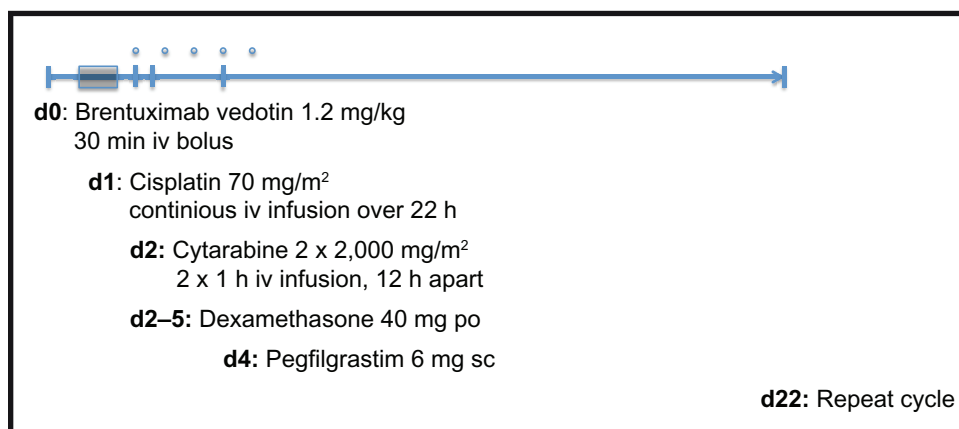 d0: Brentuximab vedotin 1.2 mg/kg
30 min iv bolus
d1: Cisplatin 70 mg/m²
continious iv infusion over 22 h
d2: Cytarabine 2 x 2,000 mg/m²
2 x 1 h iv infusion, 12 h apart
d2–5: Dexamethasone 40 mg po
d4: Pegfilgrastim 6 mg sc
d22: Repeat cycle